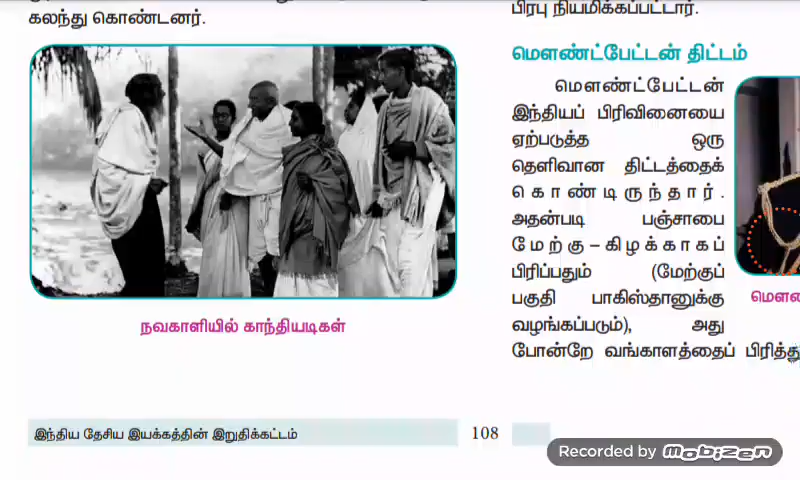 கலந்து கொண்டனர்.
நவகாளியில் காந்தியடிகள்
பிரபு நியமிக்கப்பட்டார்.
மௌண்ட்பேட்டன் திட்டம்
மௌண்ட்பேட்டன்
இந்தியப் பிரிவினையை
ஏற்படுத்த ஒரு
தெளிவான திட்டத்தைக்
கொண்டிருந்தார்.
அதன்படி பஞ்சாபை
மேற்கு – கிழக்காகப்
பிரிப்பதும் (மேற்குப்
பகுதி பாகிஸ்தானுக்கு
வழங்கப்படும்), அது
போன்றே வங்காளத்தைப் பிரித்து
இந்திய தேசிய இயக்கத்தின் இறுதிக்கட்டம்
108
Recorded by mobizen